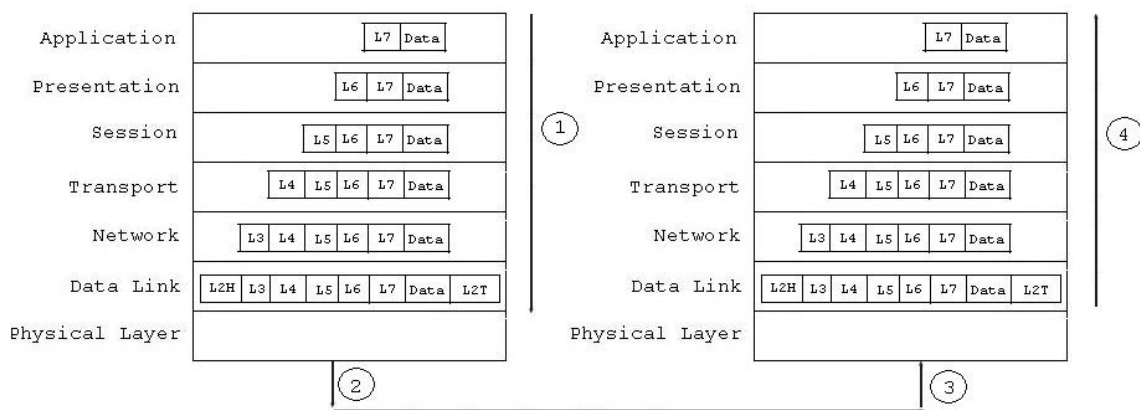 Application L7 Data
Presentation L6 L7 Data
Session L5 L6 L7 Data
Transport L4 L5 L6 L7 Data
Network L3 L4 L5 L6 L7 Data
Data Link L2H L3 L4 L5 L6 L7 Data L2T
Physical Layer
1
2
Application L7 Data
Presentation L6 L7 Data
Session L5 L6 L7 Data
Transport L4 L5 L6 L7 Data
Network L3 L4 L5 L6 L7 Data
Data Link L2H L3 L4 L5 L6 L7 Data L2T
Physical Layer
3
4